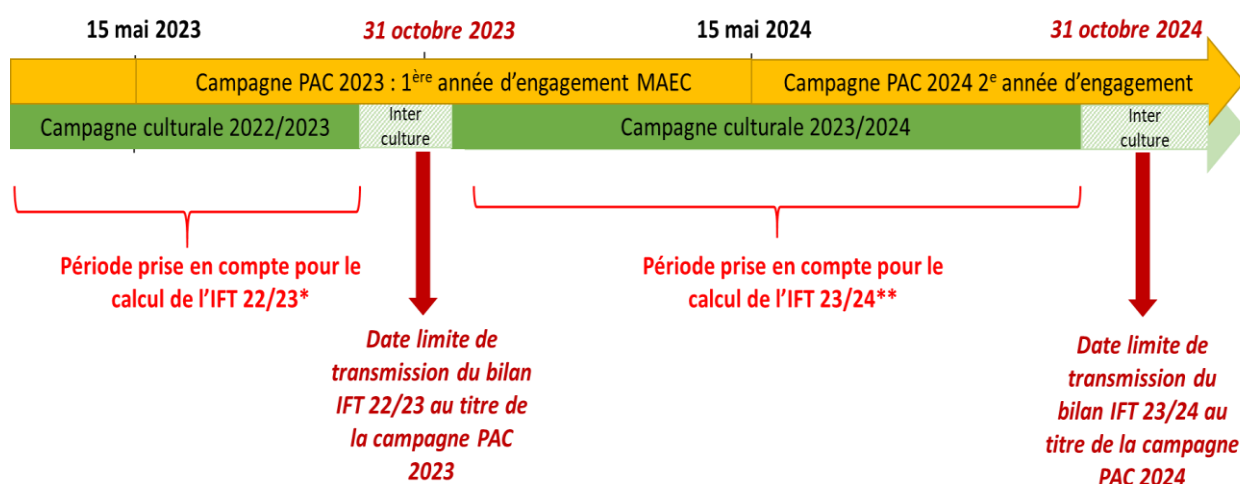 15 mai 2023
31 octobre 2023
15 mai 2024
31 octobre 2024
Campagne PAC 2023 : 1ère année d'engagement MAEC
Campagne PAC 2024 2e année d'engagement
Campagne culturale 2022/2023
Inter
culture
Campagne culturale 2023/2024
Inter
culture
Période prise en compte pour le
calcul de l'IFT 22/23*
Période prise en compte pour le
calcul de l'IFT 23/24**
Date limite de
transmission du bilan
IFT 22/23 au titre de
la campagne PAC
2023
Date limite de
transmission du
bilan IFT 23/24 au
titre de la campagne
PAC 2024